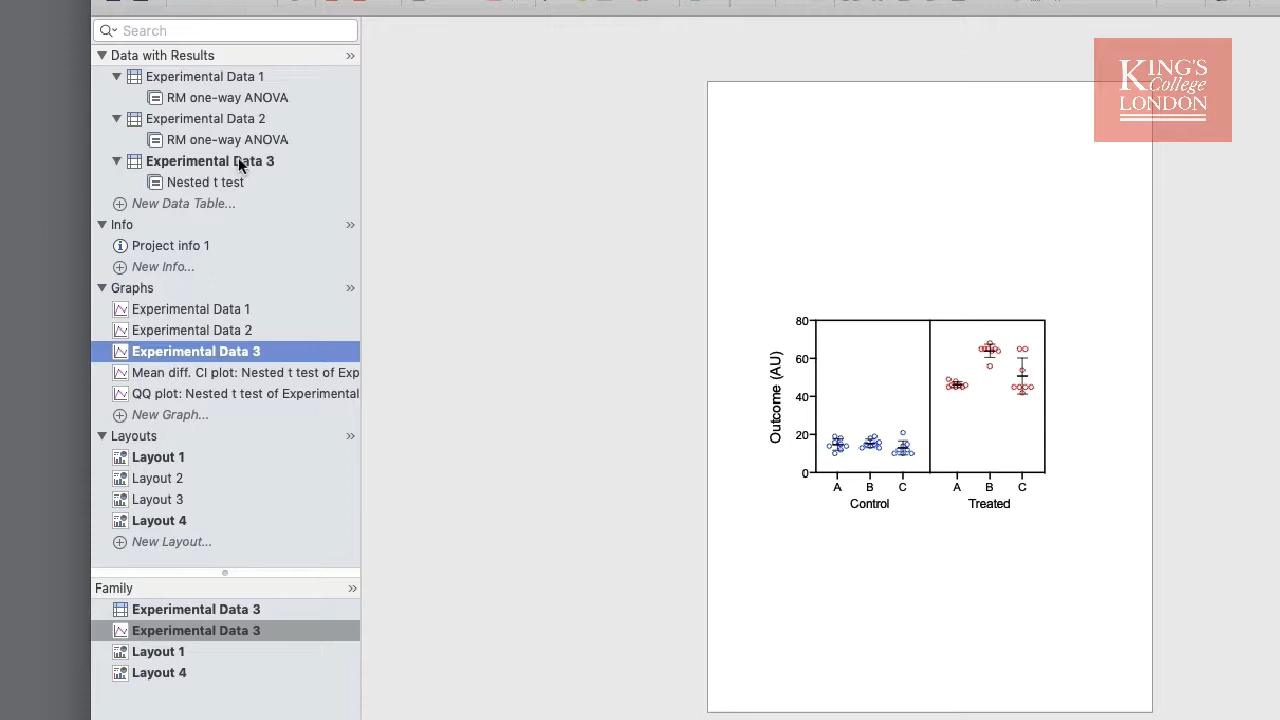 Search
Data with Results »
Experimental Data 1
RM one-way ANOVA
Experimental Data 2
RM one-way ANOVA
Experimental Data 3
Nested t test
New Data Table...
Info »
Project info 1
New Info...
Graphs »
Experimental Data 1
Experimental Data 2
Experimental Data 3
Mean diff. CI plot: Nested t test of Exp
QQ plot: Nested t test of Experimental
New Graph...
Layouts »
Layout 1
Layout 2
Layout 3
Layout 4
New Layout...
Family »
Experimental Data 3
Experimental Data 3
Layout 1
Layout 4
KING'S
College
LONDON
Outcome (AU)
80
60
40
20
0
A B C A B C
Control Treated